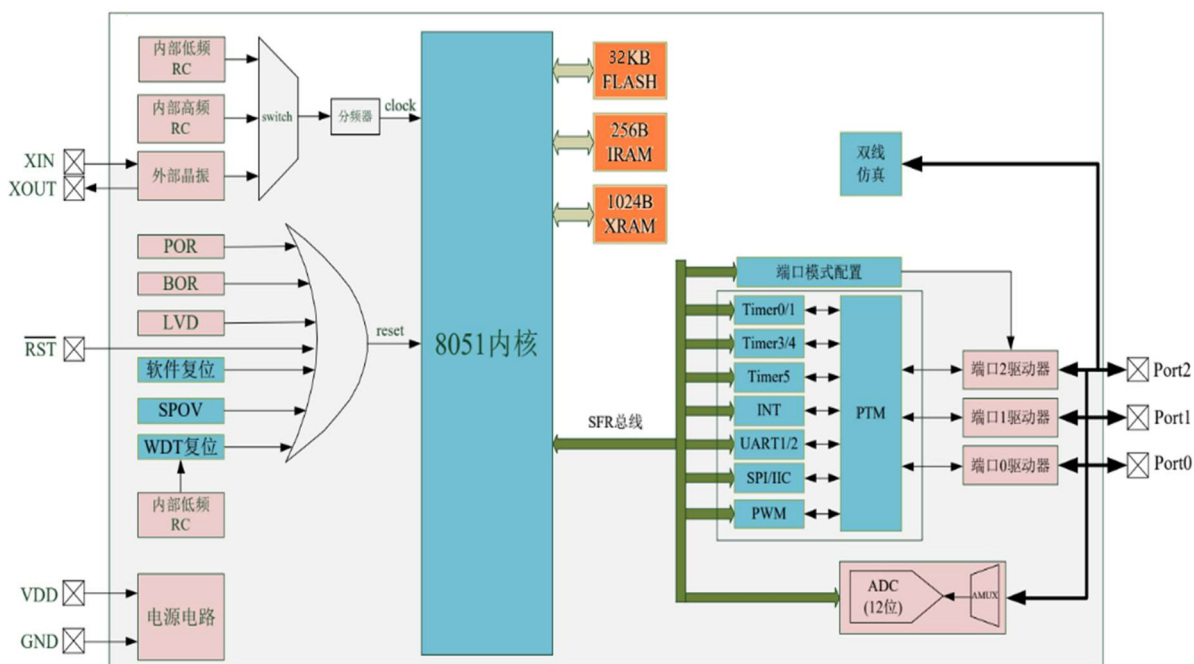 内部低频
RC
内部高频
RC
外部晶振
switch
分频器
clock
XIN
XOUT
POR
BOR
LVD
RST
软件复位
SPOV
WDT复位
内部低频
RC
reset
VDD
GND
电源电路
8051内核
32KB
FLASH
256B
IRAM
1024B
XRAM
双线
仿真
SFR总线
端口模式配置
Timer0/1
Timer3/4
Timer5
INT
UART1/2
SPI/IIC
PWM
PTM
端口2驱动器
端口1驱动器
端口0驱动器
Port2
Port1
Port0
ADC
(12位)
AMUX